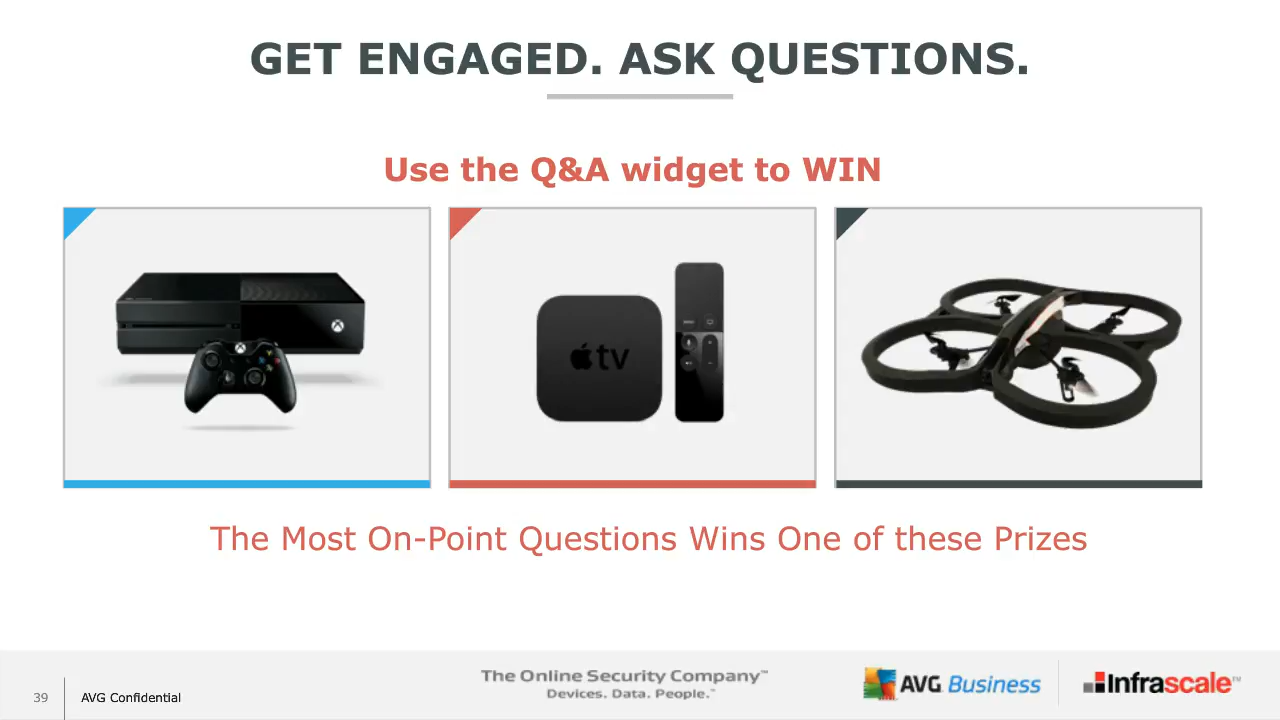 GET ENGAGED. ASK QUESTIONS.
Use the Q&A widget to WIN
tv
The Most On-Point Questions Wins One of these Prizes
39
AVG Confidential
The Online Security Company™
Devices. Data. People.™
AVG Business
Infrascale™